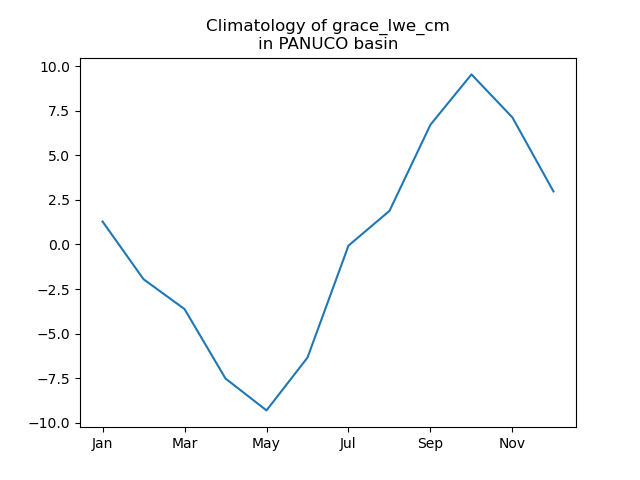 Climatology of grace_lwe_cm
in PANUCO basin
10.0
7.5
5.0
2.5
0.0
−2.5
−5.0
−7.5
−10.0
Jan
Mar
May
Jul
Sep
Nov